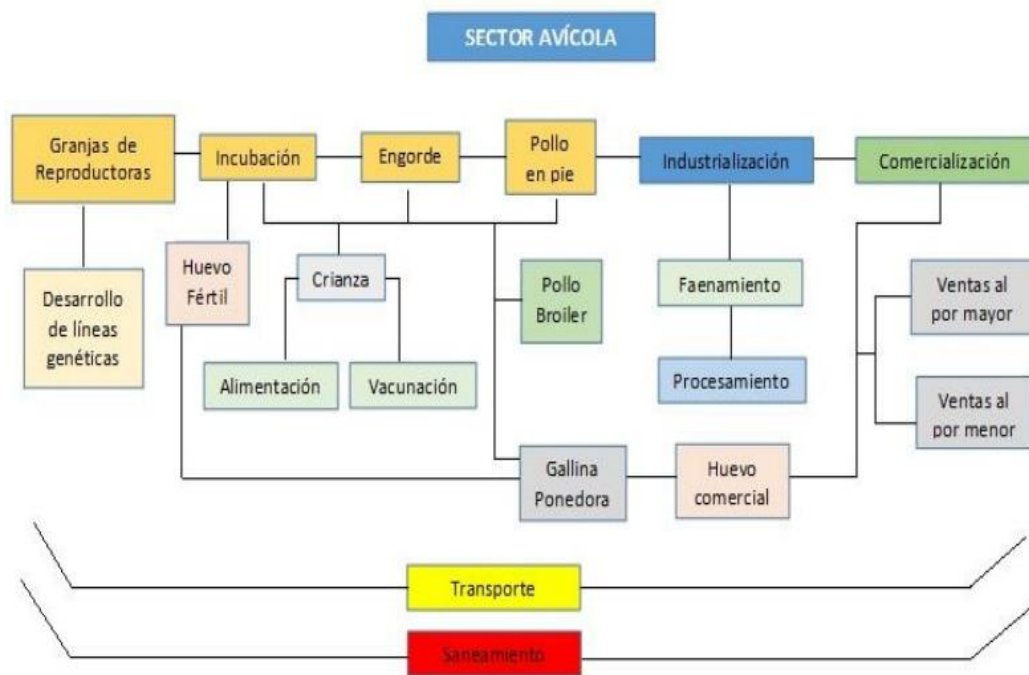 SECTOR AVÍCOLA
Granjas de
Reproductoras
Incubación
Engorde
Pollo
en pie
Industrialización
Comercialización
Desarrollo
de líneas
genéticas
Huevo
Fértil
Crianza
Alimentación
Vacunación
Pollo
Broiler
Faenamiento
Procesamiento
Ventas al
por mayor
Ventas al
por menor
Gallina
Ponedora
Huevo
comercial
Transporte
Saneamiento